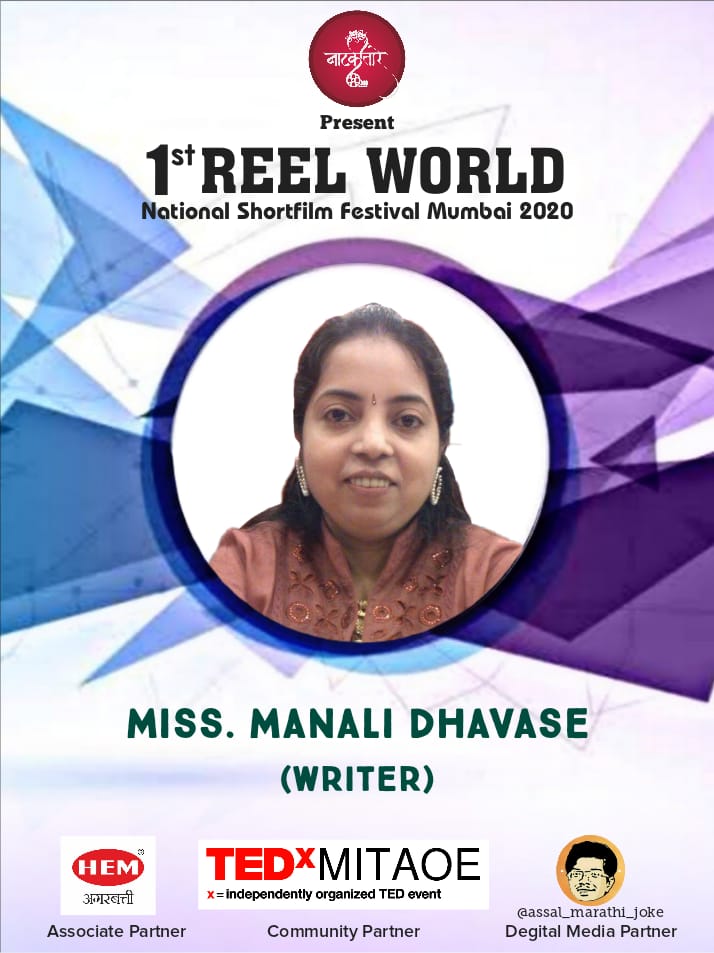 नाटकतोरे
Present
1st REEL WORLD
National Shortfilm Festival Mumbai 2020
MISS. MANALI DHAVASE
(WRITER)
HEM®
अगरबत्ती
TEDxMITAOE
x = independently organized TED event
@assal_marathi_joke
Associate Partner
Community Partner
Degital Media Partner